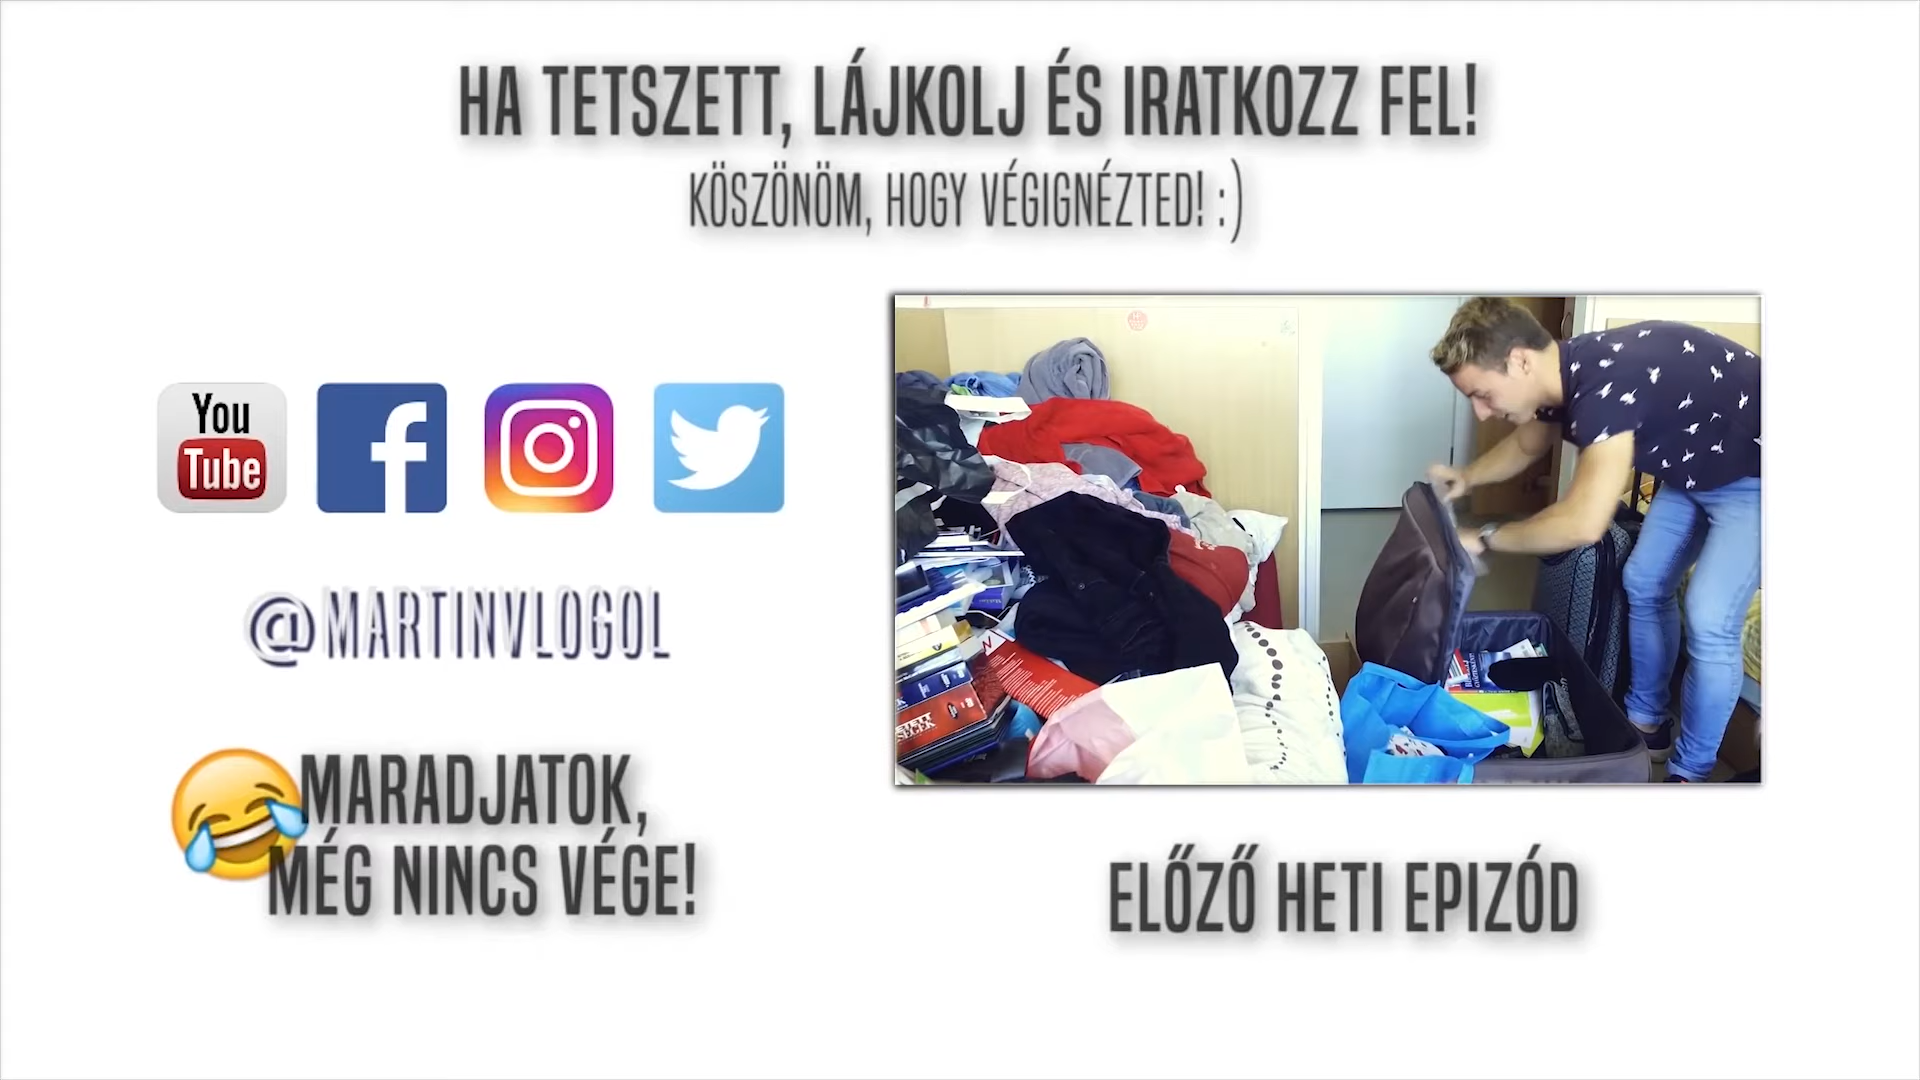 HA TETSZETT, LÁJKOLJ ÉS IRATKOZZ FEL!
KÖSZÖNÖM, HOGY VÉGIGNÉZTED! :)
You
Tube
@MARTINVLOGOL
MARADJATOK,
MÉG NINCS VÉGE!
ELŐZŐ HETI EPIZÓD